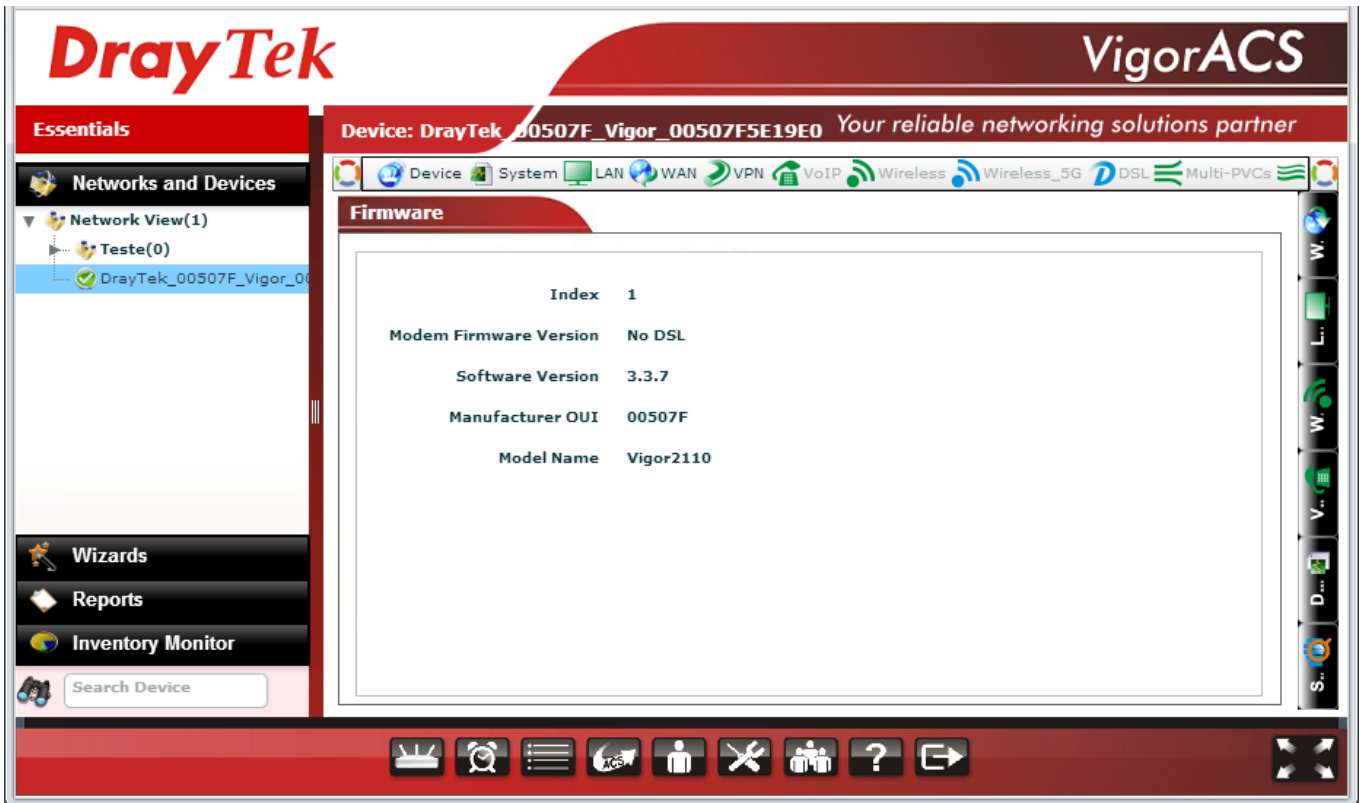 DrayTek
VigorACS
Essentials
Device: DrayTek_00507F_Vigor_00507F5E19E0
Your reliable networking solutions partner
Networks and Devices
Device System LAN WAN VPN VoIP Wireless Wireless_5G DSL Multi-PVCs
Network View(1)
Teste(0)
DrayTek_00507F_Vigor_00
Firmware
Index 1
Modem Firmware Version No DSL
Software Version 3.3.7
Manufacturer OUI 00507F
Model Name Vigor2110
W.
L..
W.
V..
D...
S..
Wizards
Reports
Inventory Monitor
Search Device
ACS
?